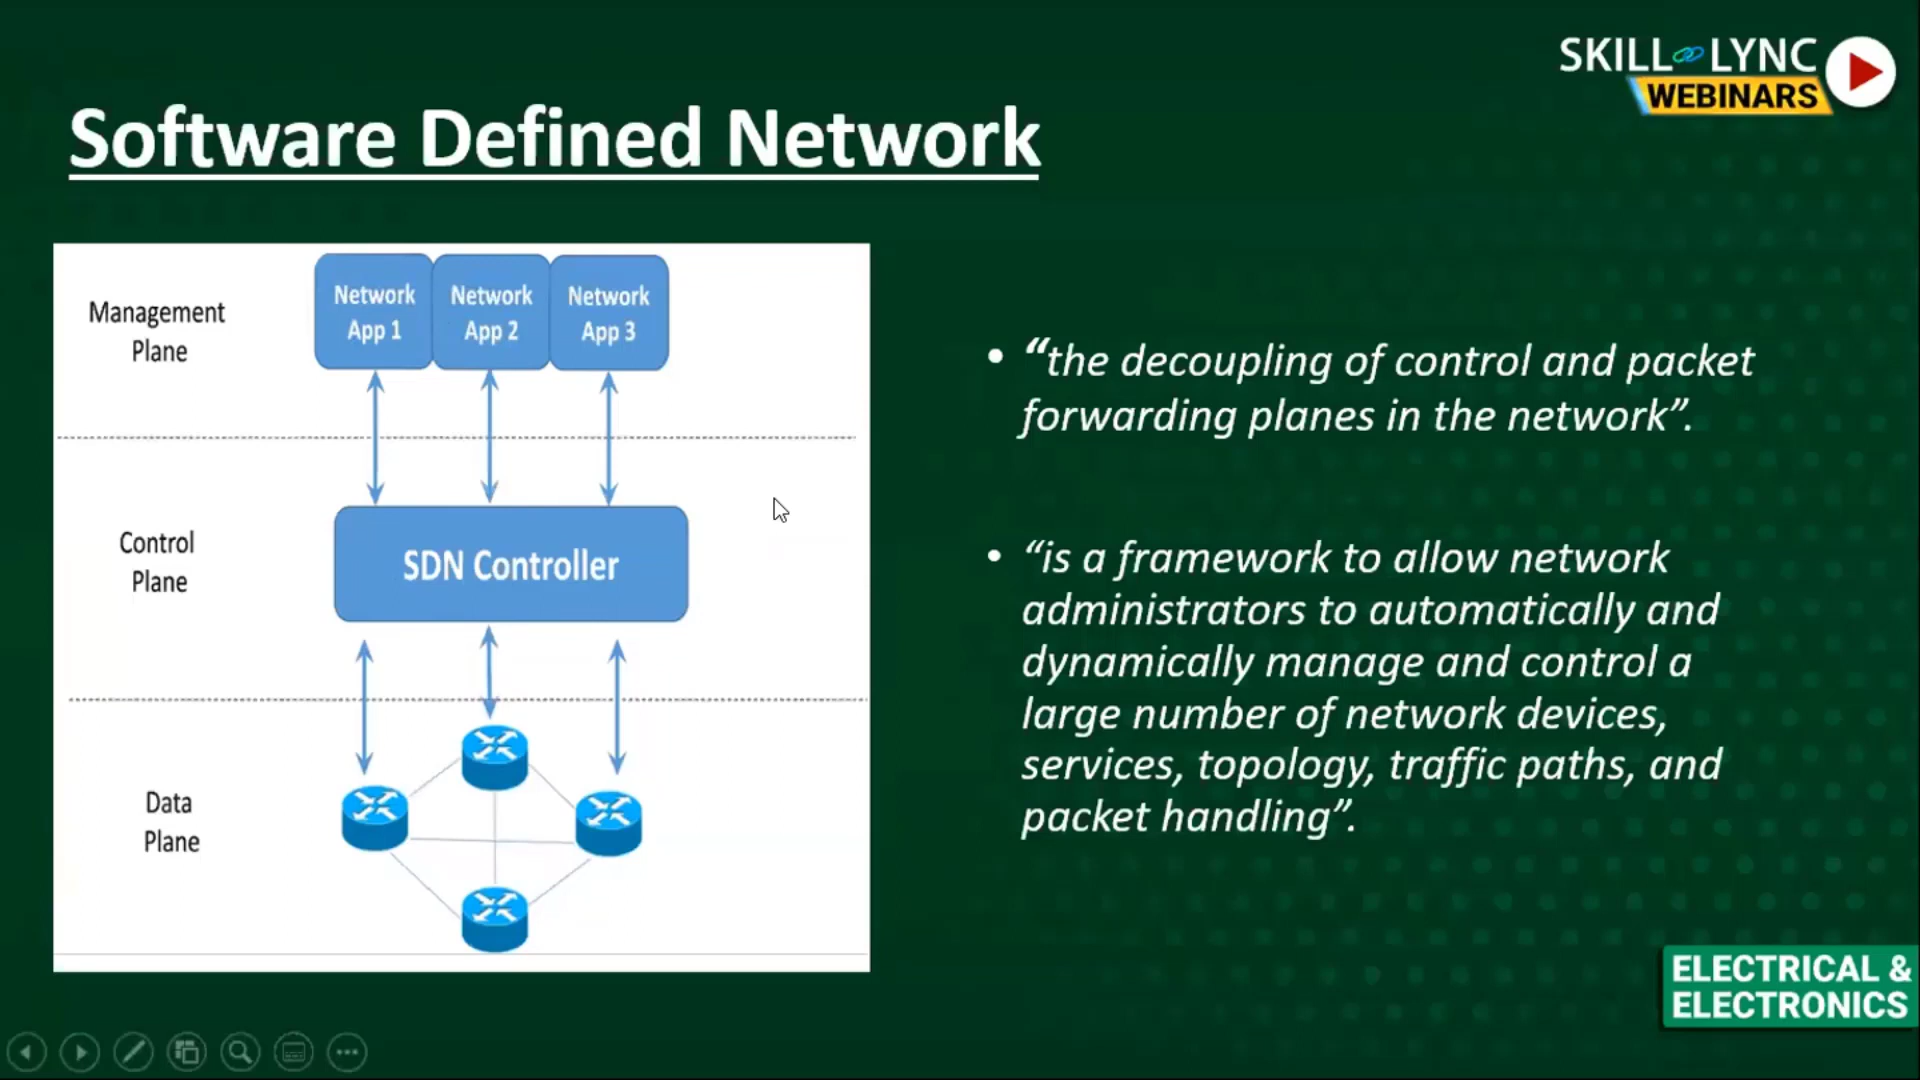 SKILL LYNC
WEBINARS
Software Defined Network
Management
Plane
Network
App 1
Network
App 2
Network
App 3
Control
Plane
SDN Controller
Data
Plane
• “the decoupling of control and packet
forwarding planes in the network”.
• “is a framework to allow network
administrators to automatically and
dynamically manage and control a
large number of network devices,
services, topology, traffic paths, and
packet handling”.
ELECTRICAL &
ELECTRONICS